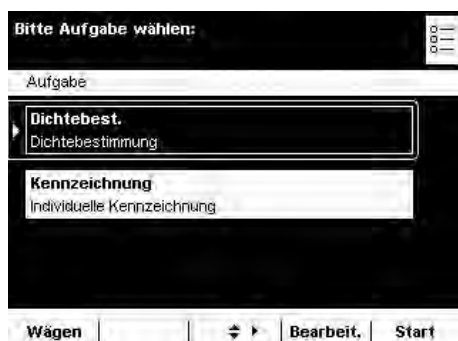 Bitte Aufgabe wählen:
Aufgabe
Dichtebest.
Dichtebestimmung
Kennzeichnung
Individuelle Kennzeichnung
Wägen Bearbeit. Start